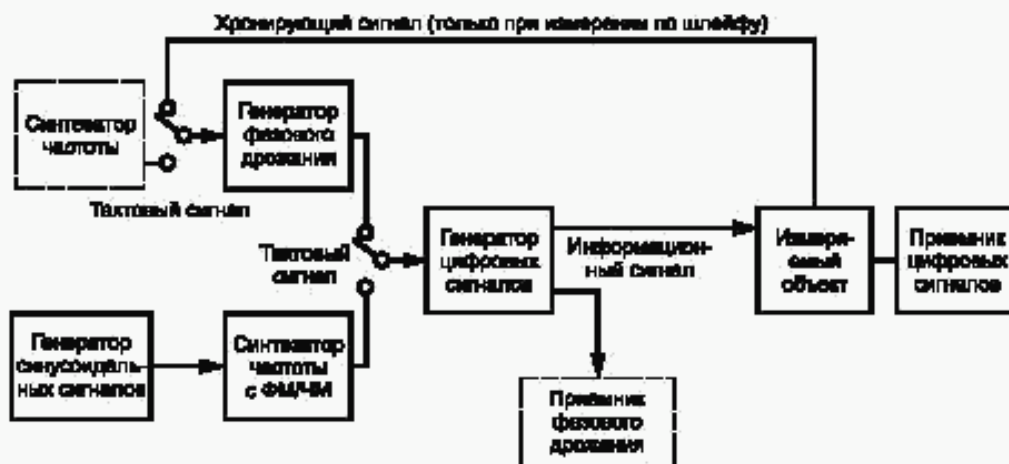 Хронирующий сигнал (только при измерении по шлейфу)
Синтезатор
частоты
Генератор
фазового
дрожания
Тактовый сигнал
Тактовый
сигнал
Генератор
цифровых
сигналов
Информацион-
ный сигнал
Измеря-
емый
объект
Приемник
цифровых
сигналов
Генератор
синусоидаль-
ных сигналов
Синтезатор
частоты
с ФМ/ЧМ
Приемник
фазового
дрожания